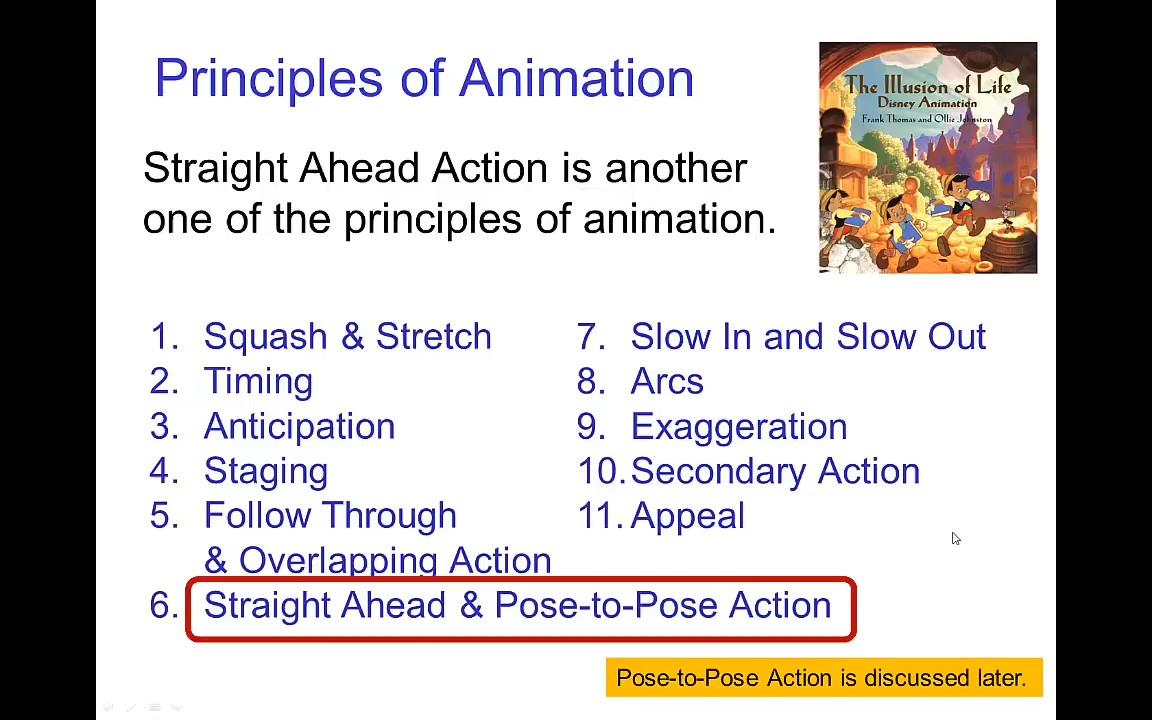 Principles of Animation
The Illusion of Life
Disney Animation
Frank Thomas and Ollie Johnston
Straight Ahead Action is another
one of the principles of animation.
1. Squash & Stretch
2. Timing
3. Anticipation
4. Staging
5. Follow Through
& Overlapping Action
6. Straight Ahead & Pose-to-Pose Action
7. Slow In and Slow Out
8. Arcs
9. Exaggeration
10. Secondary Action
11. Appeal
Pose-to-Pose Action is discussed later.